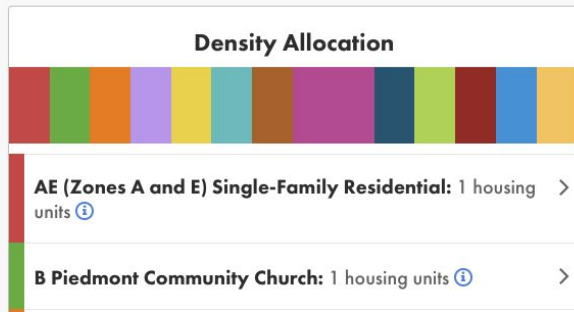 Density Allocation
AE (Zones A and E) Single-Family Residential: 1 housing
units
B Piedmont Community Church: 1 housing units